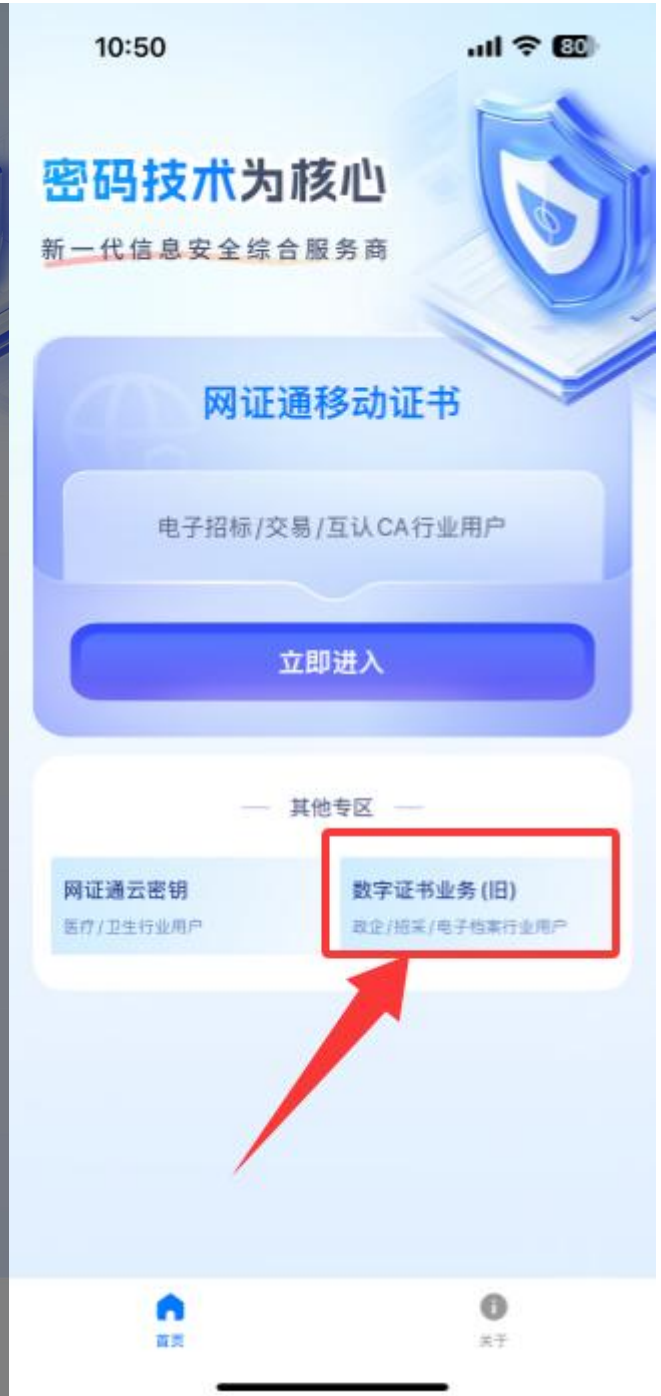 10:50
80
密码技术为核心
新一代信息安全综合服务商
网证通移动证书
电子招标/交易/互认CA行业用户
立即进入
其他专区
网证通云密钥
数字证书业务(旧)
医疗/卫生行业用户
政企/招采/电子档案行业用户
首页
关于